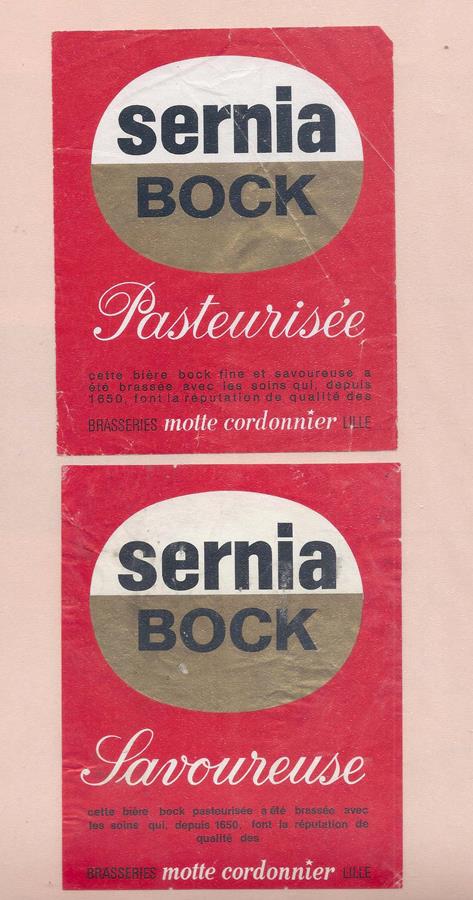 sernia
BOCK
Pasteurisée
cette bière bock fine et savoureuse a
été brassée avec les soins qui, depuis
1650, font la réputation de qualité des
BRASSERIES motte cordonnier LILLE
sernia
BOCK
Savoureuse
cette bière bock pasteurisée a été brassée avec
les soins qui, depuis 1650, font la réputation de
qualité des
BRASSERIES motte cordonnier LILLE